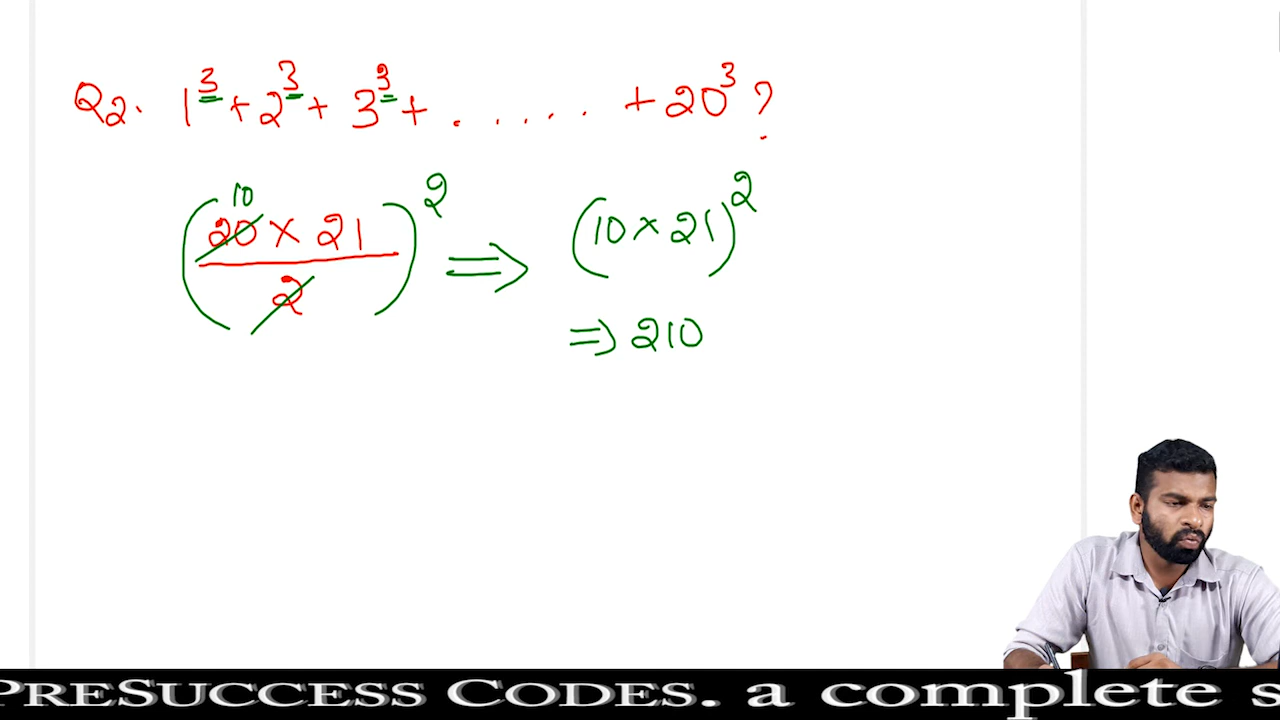 Q2. 1³ + 2³ + 3³ + . . . . . + 20³ ?
(20 × 21 / 2)² ⇒ (10 × 21)²
10
⇒ 210
PRESUCCESS CODES. a complete s